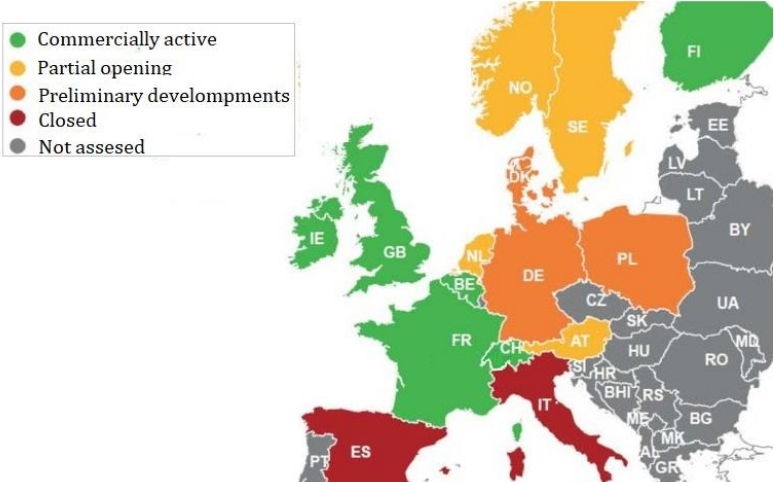 Commercially active
Partial opening
Preliminary develompments
Closed
Not assesed
FI
NO
SE
EE
LV
LT
DK
BY
IE
GB
NL
BE
DE
PL
CZ
UA
SK
FR
CH
AT
HU
MD
SI
HR
RO
BHI
RS
IT
ME
BG
MK
AL
GR
PT
ES